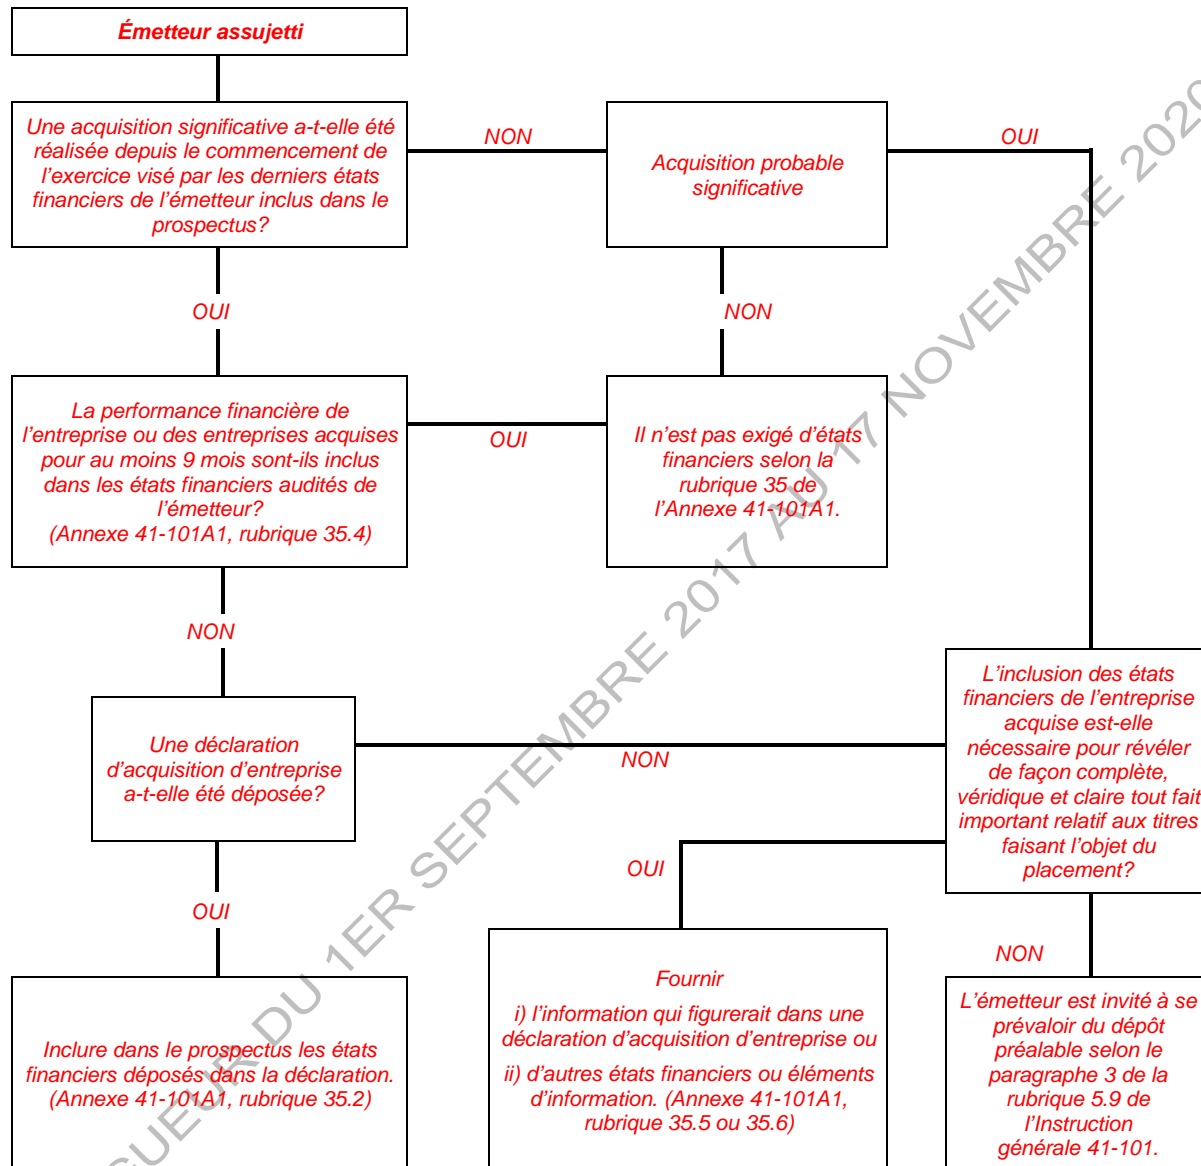 Émetteur assujetti
Une acquisition significative a-t-elle été
réalisée depuis le commencement de
l'exercice visé par les derniers états
financiers de l'émetteur inclus dans le
prospectus?
NON
Acquisition probable
significative
OUI
OUI
NON
La performance financière de
l'entreprise ou des entreprises acquises
pour au moins 9 mois sont-ils inclus
dans les états financiers audités de
l'émetteur?
(Annexe 41-101A1, rubrique 35.4)
OUI
Il n'est pas exigé d'états
financiers selon la
rubrique 35 de
l'Annexe 41-101A1.
NON
Une déclaration
d'acquisition d'entreprise
a-t-elle été déposée?
NON
L'inclusion des états
financiers de l'entreprise
acquise est-elle
nécessaire pour révéler
de façon complète,
véridique et claire tout fait
important relatif aux titres
faisant l'objet du
placement?
OUI
OUI
NON
Inclure dans le prospectus les états
financiers déposés dans la déclaration.
(Annexe 41-101A1, rubrique 35.2)
Fournir
i) l'information qui figurerait dans une
déclaration d'acquisition d'entreprise ou
ii) d'autres états financiers ou éléments
d'information. (Annexe 41-101A1,
rubrique 35.5 ou 35.6)
L'émetteur est invité à se
prévaloir du dépôt
préalable selon le
paragraphe 3 de la
rubrique 5.9 de
l'Instruction
générale 41-101.
GUEUR DU 1ER SEPTEMBRE 2017 AU 17 NOVEMBRE 2020